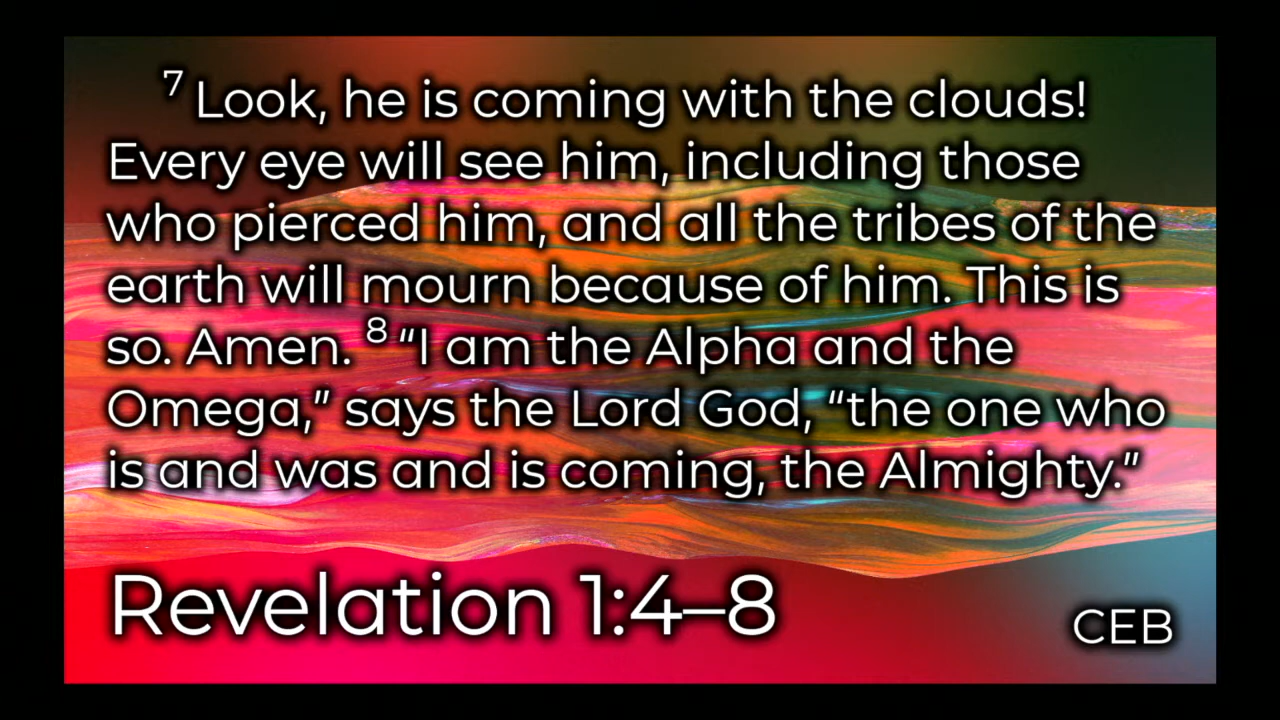 7 Look, he is coming with the clouds!
Every eye will see him, including those
who pierced him, and all the tribes of the
earth will mourn because of him. This is
so. Amen. 8 “I am the Alpha and the
Omega,” says the Lord God, “the one who
is and was and is coming, the Almighty.”
Revelation 1:4–8
CEB